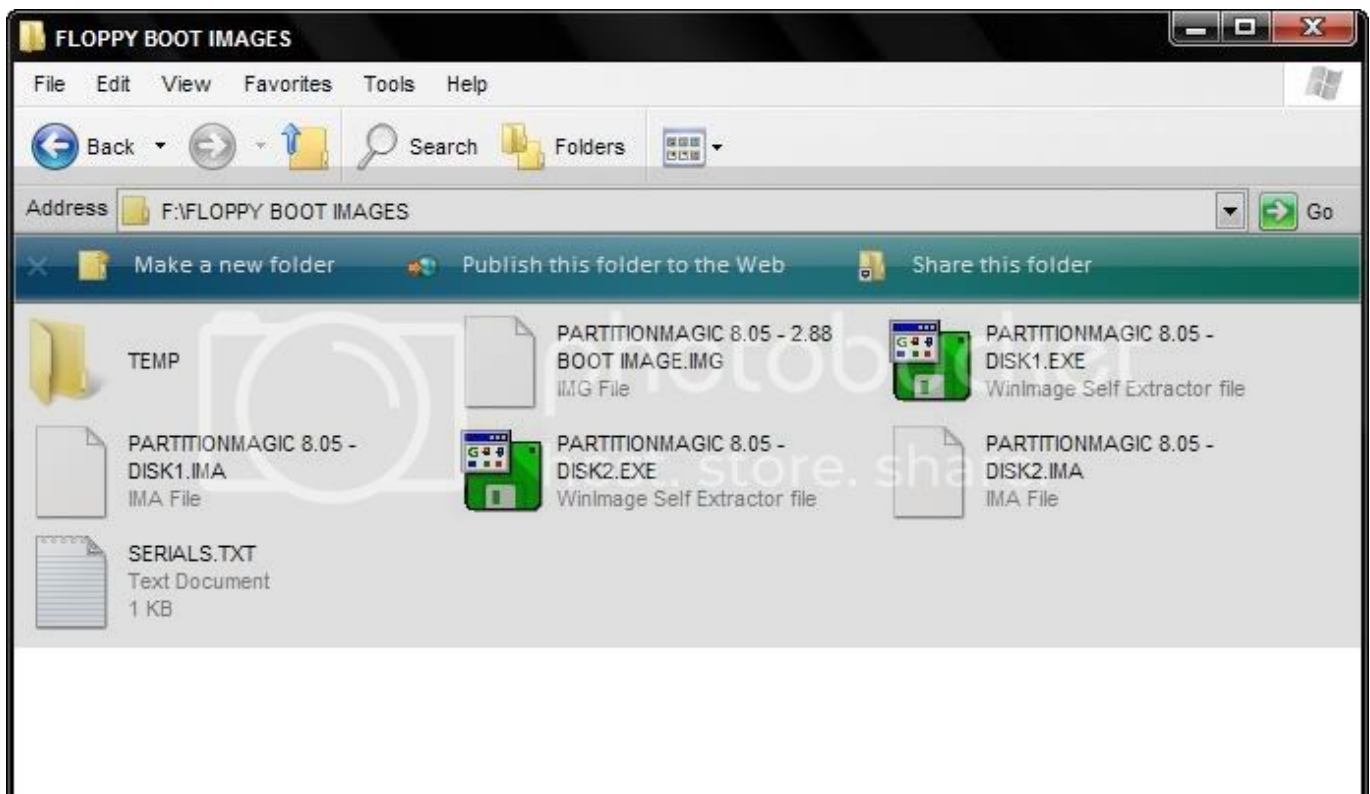 FLOPPY BOOT IMAGES
File Edit View Favorites Tools Help
Back Search Folders
Address F:\FLOPPY BOOT IMAGES Go
Make a new folder Publish this folder to the Web Share this folder
TEMP
PARTITIONMAGIC 8.05 - 2.88
BOOT IMAGE.IMG
IMG File
PARTITIONMAGIC 8.05 -
DISK1.EXE
WinImage Self Extractor file
PARTITIONMAGIC 8.05 -
DISK1.IMA
IMA File
PARTITIONMAGIC 8.05 -
DISK2.EXE
WinImage Self Extractor file
PARTITIONMAGIC 8.05 -
DISK2.IMA
IMA File
SERIALS.TXT
Text Document
1 KB
photobucket
host. store. share.